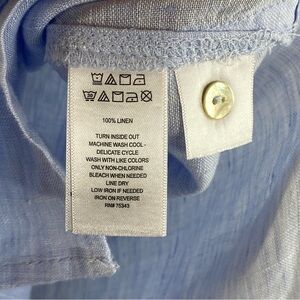 100% LINEN
TURN INSIDE OUT
MACHINE WASH COOL -
DELICATE CYCLE
WASH WITH LIKE COLORS
ONLY NON-CHLORINE
BLEACH WHEN NEEDED
LINE DRY
LOW IRON IF NEEDED
IRON ON REVERSE
RN# 75343